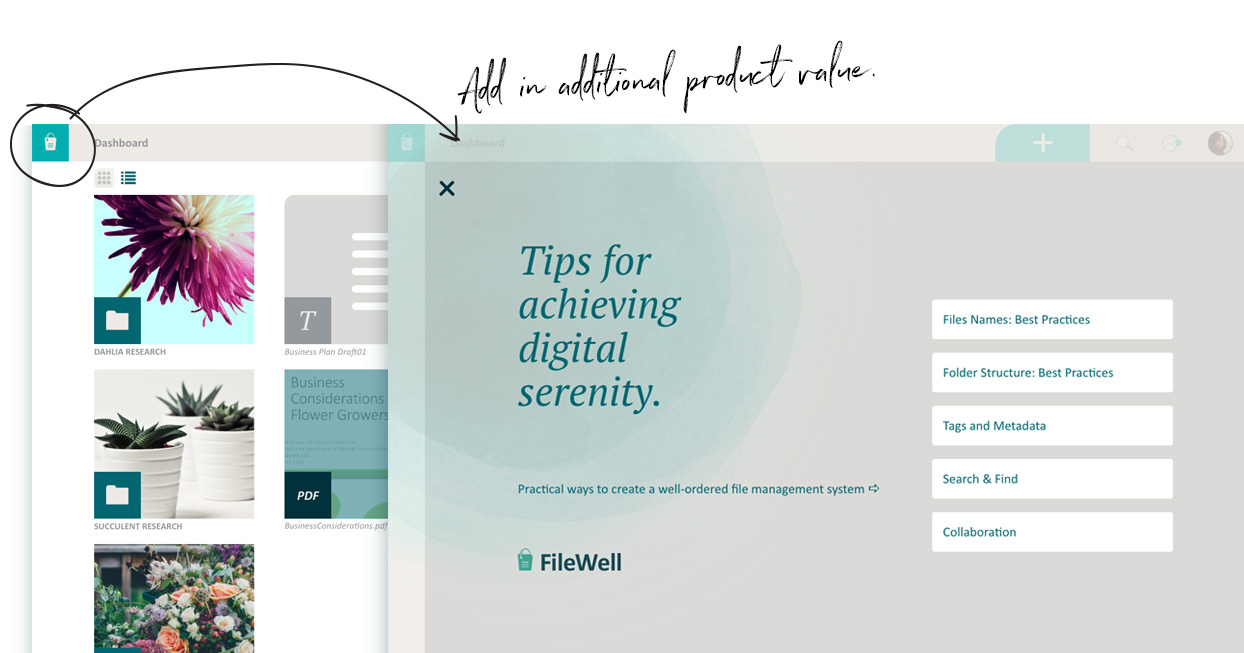 Add in additional product value.
Dashboard
Dashboard
DAHLIA RESEARCH
T
Business Plan Draft01
Business
Considerations
Flower Growers
SUCCULENT RESEARCH
PDF
BusinessConsiderations.pdf
Tips for
achieving
digital
serenity.
Practical ways to create a well-ordered file management system ⇨
FileWell
Files Names: Best Practices
Folder Structure: Best Practices
Tags and Metadata
Search & Find
Collaboration